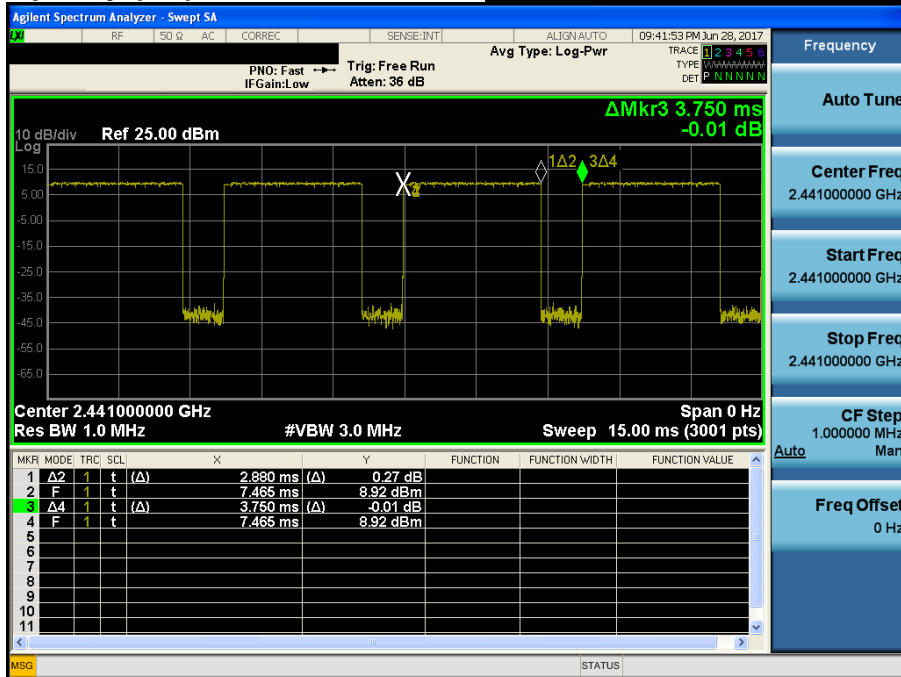 Agilent Spectrum Analyzer - Swept SA
LXI RF 50 Ω AC CORREC SENSE:INT ALIGN AUTO 09:41:53 PM Jun 28, 2017
PNO: Fast
IFGain:Low
Trig: Free Run
Atten: 36 dB
Avg Type: Log-Pwr
TRACE 1 2 3 4 5 6
TYPE
DET P N N N N N
ΔMkr3 3.750 ms
-0.01 dB
10 dB/div Ref 25.00 dBm
Log
15.0
5.00
-5.00
-15.0
-25.0
-35.0
-45.0
-55.0
-65.0
X
1Δ2 3Δ4
Center 2.441000000 GHz Span 0 Hz
Res BW 1.0 MHz #VBW 3.0 MHz Sweep 15.00 ms (3001 pts)
MKR MODE TRC SCL X Y FUNCTION FUNCTION WIDTH FUNCTION VALUE
1 Δ2 1 t (Δ) 2.880 ms (Δ) 0.27 dB
2 F 1 t 7.465 ms 8.92 dBm
3 Δ4 1 t (Δ) 3.750 ms (Δ) -0.01 dB
4 F 1 t 7.465 ms 8.92 dBm
5
6
7
8
9
10
11
MSG STATUS
Frequency
Auto Tune
Center Freq
2.441000000 GHz
Start Freq
2.441000000 GHz
Stop Freq
2.441000000 GHz
CF Step
1.000000 MHz
Auto Man
Freq Offset
0 Hz